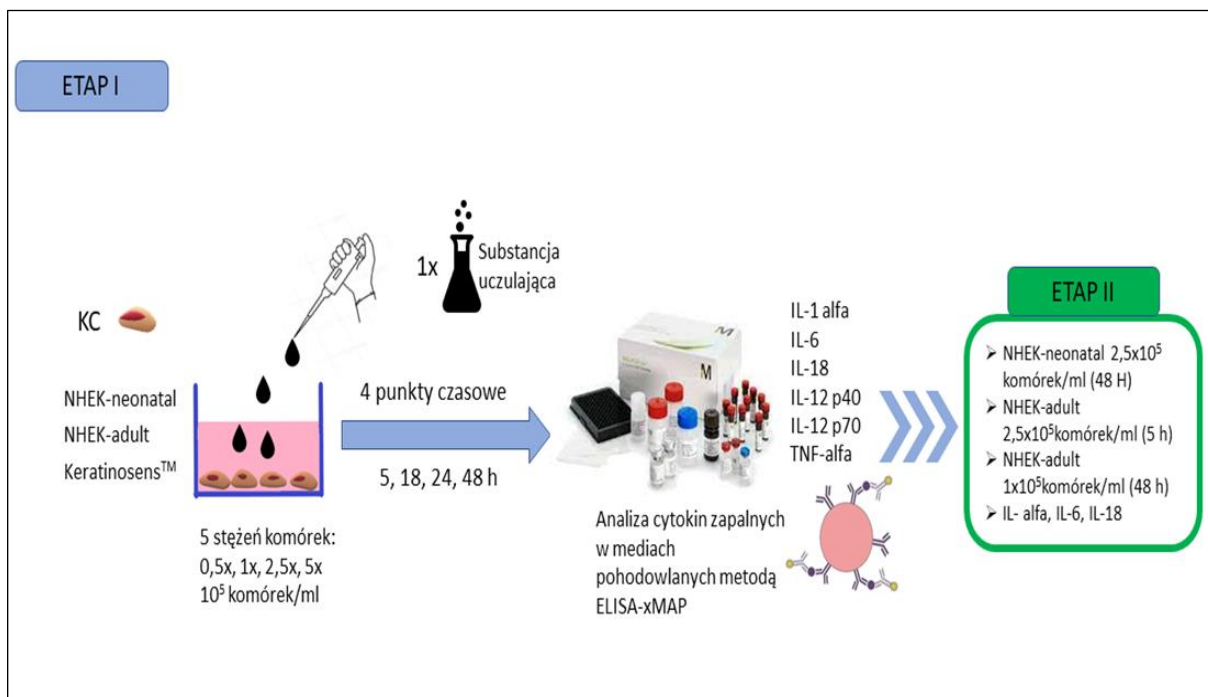 ETAP I
1x
Substancja
uczulająca
KC
NHEK-neonatal
NHEK-adult
Keratinosens™
4 punkty czasowe
5, 18, 24, 48 h
5 stężeń komórek:
0,5x, 1x, 2,5x, 5x
10⁵ komórek/ml
M
M
IL-1 alfa
IL-6
IL-18
IL-12 p40
IL-12 p70
TNF-alfa
Analiza cytokin zapalnych
w mediach
pohodowlanych metodą
ELISA-xMAP
ETAP II
➢ NHEK-neonatal 2,5x10⁵
komórek/ml (48 H)
➢ NHEK-adult
2,5x10⁵komórek/ml (5 h)
➢ NHEK-adult
1x10⁵komórek/ml (48 h)
➢ IL- alfa, IL-6, IL-18